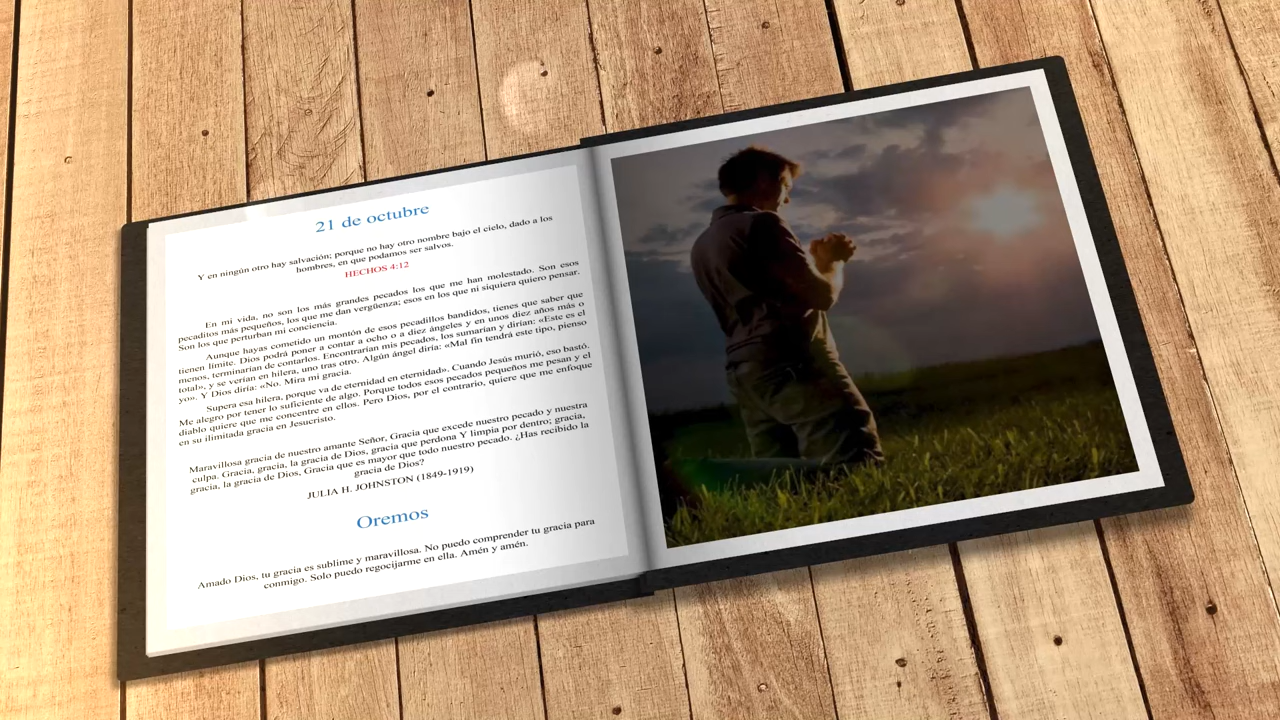 21 de octubre
Y en ningún otro hay salvación; porque no hay otro nombre bajo el cielo, dado a los
hombres, en que podamos ser salvos.
HECHOS 4:12
En mi vida, no son los más grandes pecados los que me han molestado. Son esos
pecaditos más pequeños, los que me dan vergüenza; esos en los que ni siquiera quiero pensar.
Son los que perturban mi conciencia.
Aunque hayas cometido un montón de esos pecadillos bandidos, tienes que saber que
tienen límite. Dios podrá poner a contar a ocho o a diez ángeles y en unos diez años más o
menos, terminarían de contarlos. Encontrarían mis pecados, los sumarían y dirían: «Este es el
total», y se verían en hilera, uno tras otro. Algún ángel diría: «Mal fin tendrá este tipo, pienso
yo». Y Dios diría: «No. Mira mi gracia.
Supera esa hilera, porque va de eternidad en eternidad». Cuando Jesús murió, eso bastó.
Me alegro por tener lo suficiente de algo. Porque todos esos pecados pequeños me pesan y el
diablo quiere que me concentre en ellos. Pero Dios, por el contrario, quiere que me enfoque
en su ilimitada gracia en Jesucristo.
Maravillosa gracia de nuestro amante Señor, Gracia que excede nuestro pecado y nuestra
culpa. Gracia, gracia, la gracia de Dios, gracia que perdona Y limpia por dentro; gracia,
gracia, la gracia de Dios, Gracia que es mayor que todo nuestro pecado. ¿Has recibido la
gracia de Dios?
JULIA H. JOHNSTON (1849-1919)
Oremos
Amado Dios, tu gracia es sublime y maravillosa. No puedo comprender tu gracia para
conmigo. Solo puedo regocijarme en ella. Amén y amén.